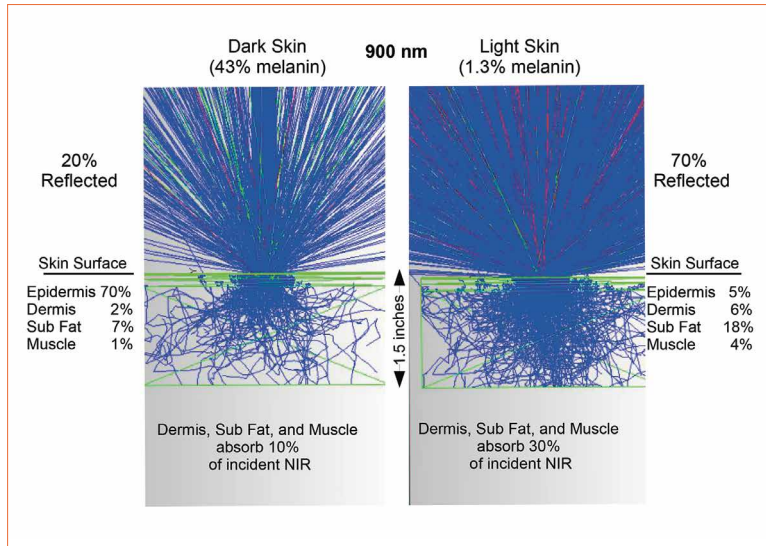 900 nm
Dark Skin
(43% melanin)
Light Skin
(1.3% melanin)
20%
Reflected
70%
Reflected
Skin Surface
Epidermis 70%
Dermis 2%
Sub Fat 7%
Muscle 1%
Y
1.5 inches
Skin Surface
Epidermis 5%
Dermis 6%
Sub Fat 18%
Muscle 4%
Dermis, Sub Fat, and Muscle
absorb 10%
of incident NIR
Dermis, Sub Fat, and Muscle
absorb 30%
of incident NIR